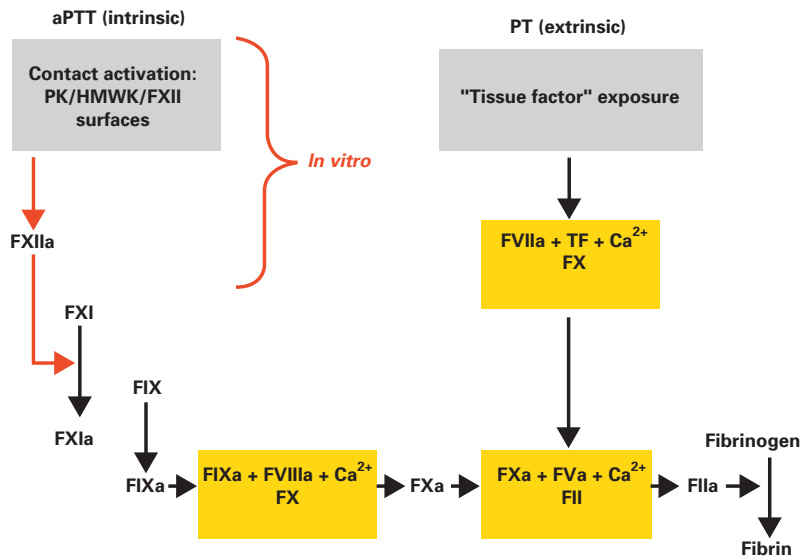 aPTT (intrinsic)
Contact activation:
PK/HMWK/FXII
surfaces
In vitro
FXIIa
FXI
FXIa
FIX
FIXa
FIXa + FVIIIa + Ca²⁺
FX
FXa
PT (extrinsic)
"Tissue factor" exposure
FVIIa + TF + Ca²⁺
FX
FXa + FVa + Ca²⁺
FII
FIIa
Fibrinogen
Fibrin